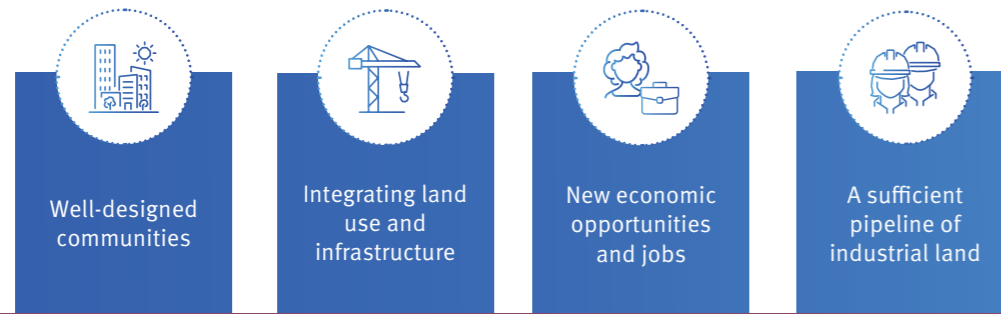 Well-designed
communities
Integrating land
use and
infrastructure
New economic
opportunities
and jobs
A sufficient
pipeline of
industrial land